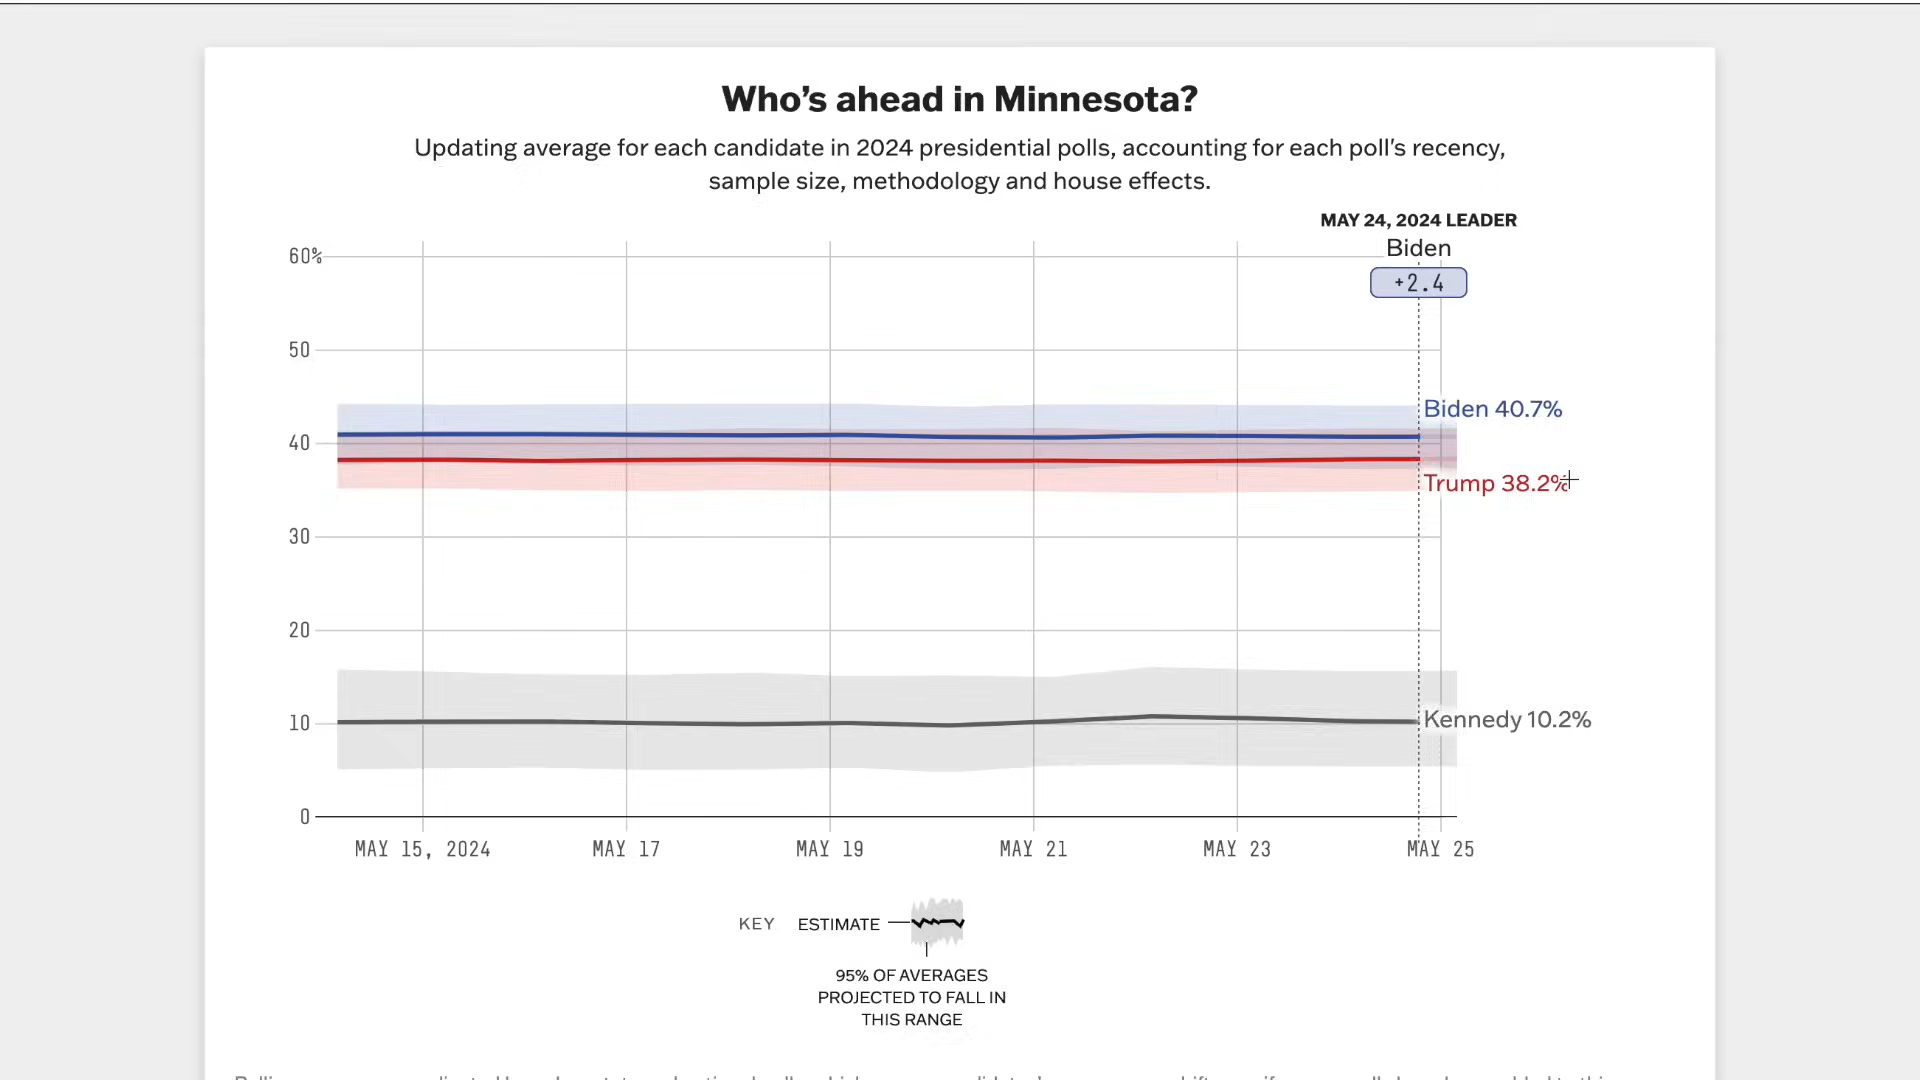 Who's ahead in Minnesota?
Updating average for each candidate in 2024 presidential polls, accounting for each poll's recency,
sample size, methodology and house effects.
MAY 24, 2024 LEADER
Biden
+2.4
60%
50
40
30
20
10
0
Biden 40.7%
Trump 38.2%
Kennedy 10.2%
MAY 15, 2024
MAY 17
MAY 19
MAY 21
MAY 23
MAY 25
KEY
ESTIMATE
95% OF AVERAGES
PROJECTED TO FALL IN
THIS RANGE